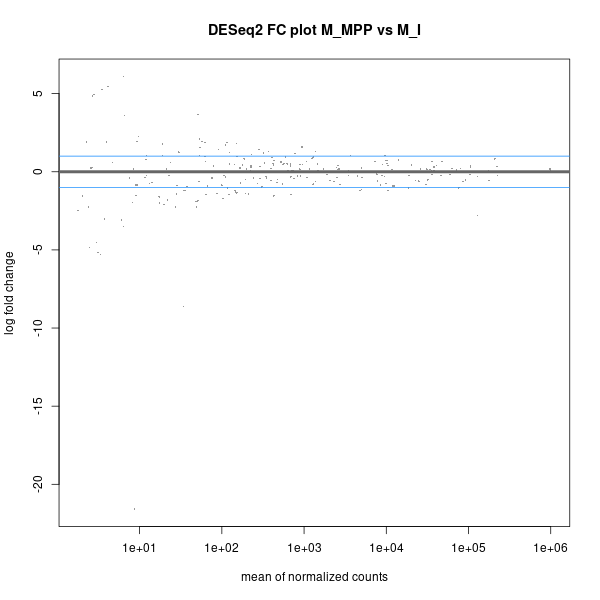 DESeq2 FC plot M_MPP vs M_I
5
0
-5
-10
-15
-20
log fold change
1e+01 1e+02 1e+03 1e+04 1e+05 1e+06
mean of normalized counts